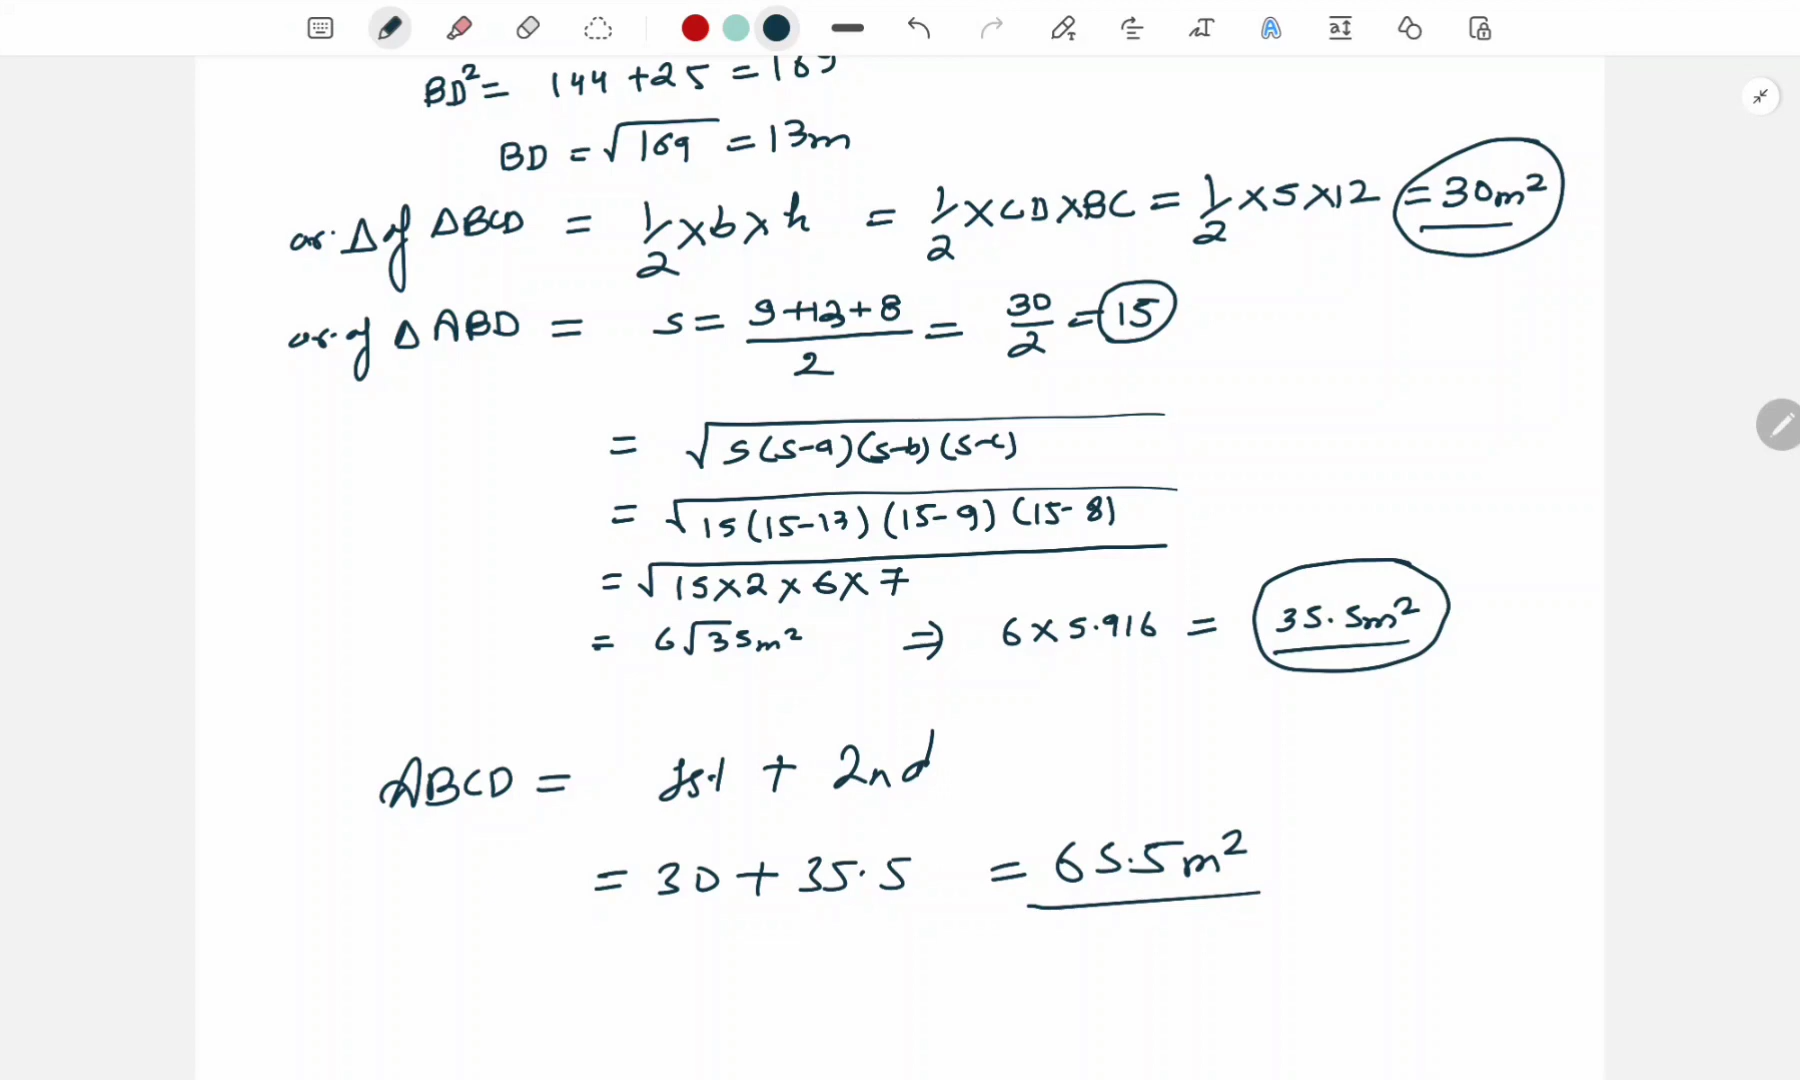 BD² = 144 + 25 = 169
BD = √169 = 13m
ar. Δ of ΔBCD = 1/2 × b × h = 1/2 × CD × BC = 1/2 × 5 × 12 = 30m²
ar. of Δ ABD = s = 9+13+8/2 = 30/2 = 15
= √s(s-a)(s-b)(s-c)
= √15(15-13)(15-9)(15-8)
= √15×2×6×7
= 6√35m² ⇒ 6×5.916 = 35.5m²
ABCD = 1st + 2nd
= 30 + 35.5 = 65.5m²